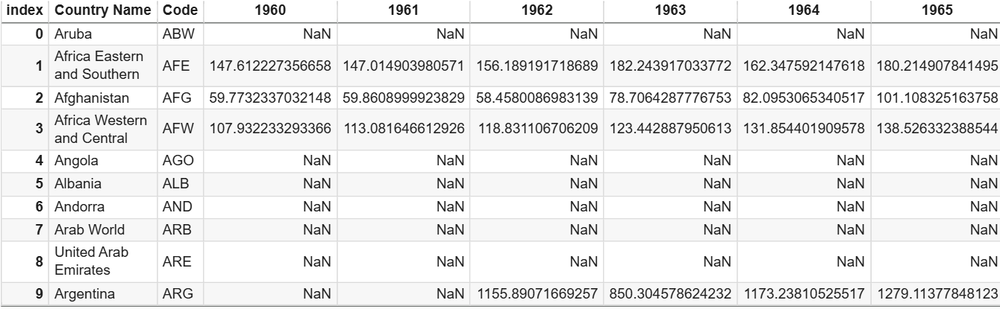 index Country Name Code 1960 1961 1962 1963 1964 1965
0 Aruba ABW NaN NaN NaN NaN NaN NaN
Africa Eastern
1 AFE 147.612227356658 147.014903980571 156.189191718689 182.243917033772 162.347592147618 180.214907841495
and Southern
2 Afghanistan AFG 59.7732337032148 59.8608999923829 58.4580086983139 78.7064287776753 82.0953065340517 101.108325163758
Africa Western
3 AFW 107.932233293366 113.081646612926 118.831106706209 123.442887950613 131.854401909578 138.526332388544
and Central
4 Angola AGO NaN NaN NaN NaN NaN NaN
5 Albania ALB NaN NaN NaN NaN NaN NaN
6 Andorra AND NaN NaN NaN NaN NaN NaN
7 Arab World ARB NaN NaN NaN NaN NaN NaN
United Arab
8 ARE NaN NaN NaN NaN NaN NaN
Emirates
9 Argentina ARG NaN NaN 1155.89071669257 850.304578624232 1173.23810525517 1279.11377848123